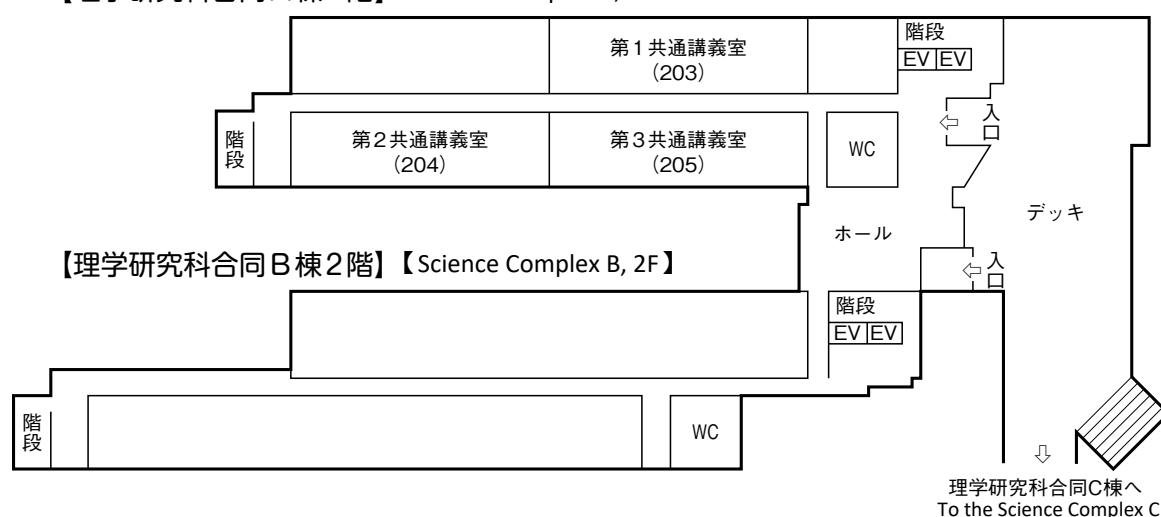 階段
EV EV
第1共通講義室
(203)
入口
階段
第2共通講義室
(204)
第3共通講義室
(205)
WC
デッキ
ホール
【理学研究科合同B棟2階】【Science Complex B, 2F】
入口
階段
EV EV
階段
WC
理学研究科合同C棟へ
To the Science Complex C